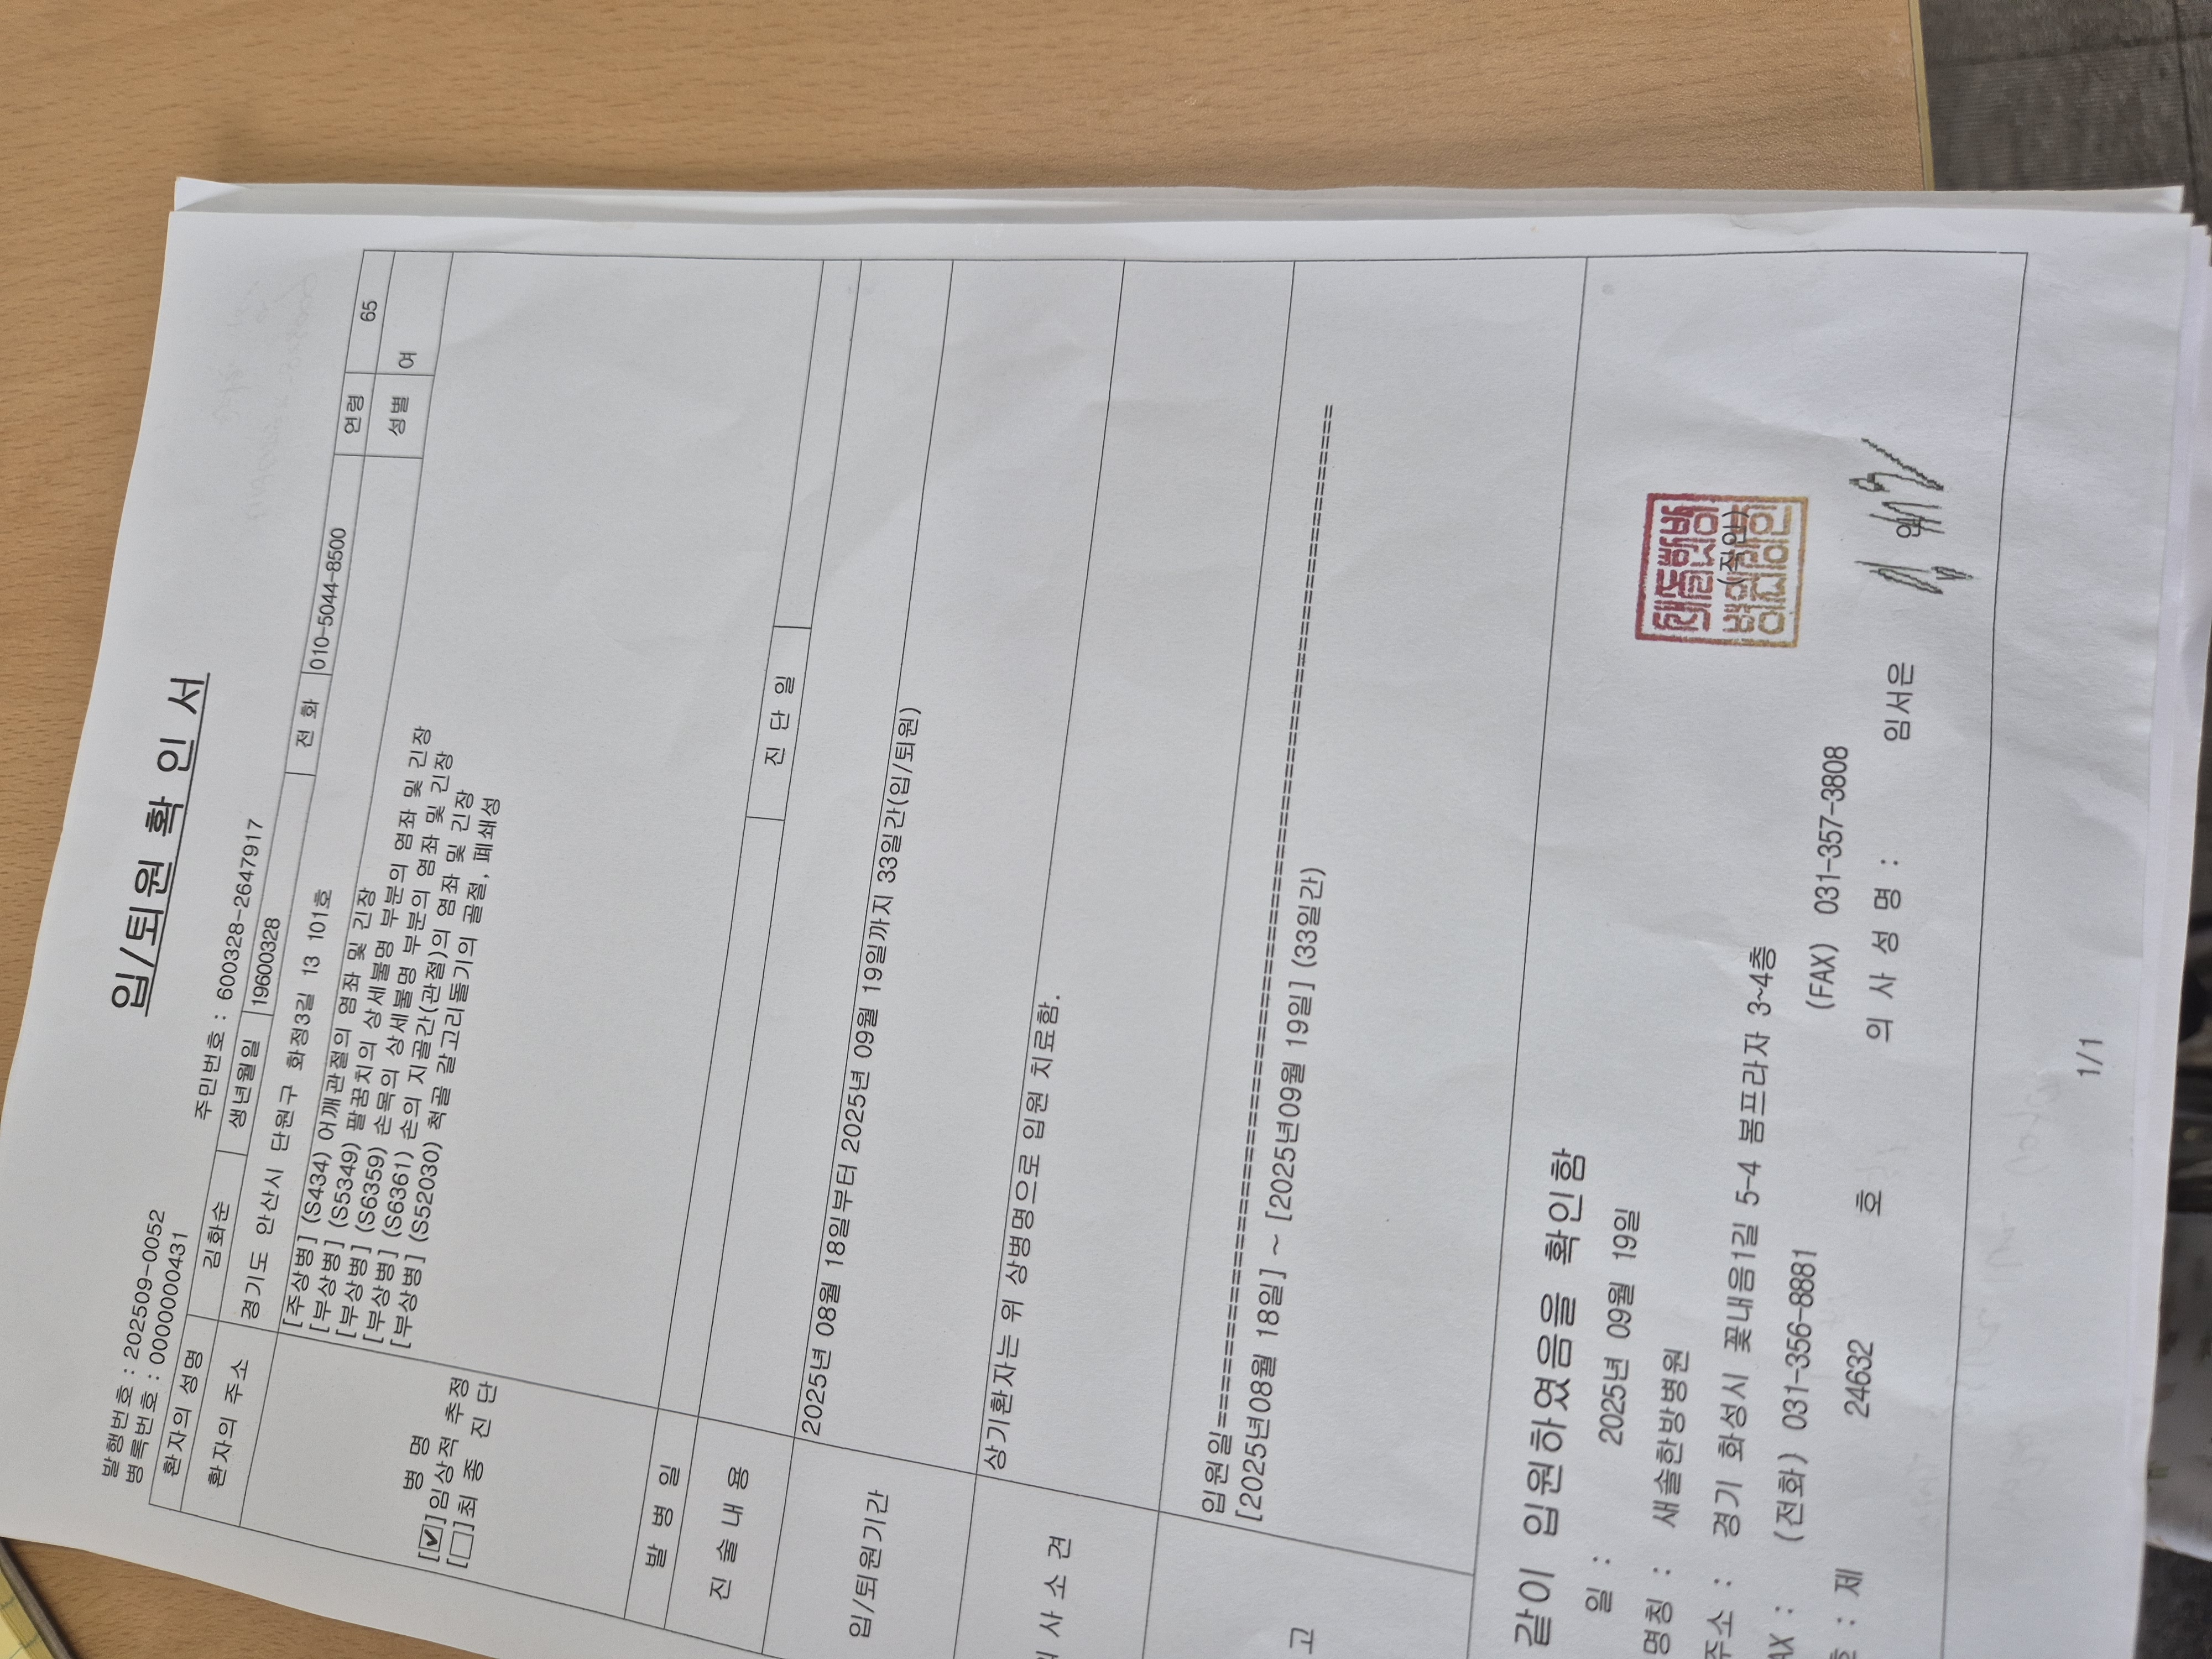 입/퇴원 확 인 서
발행번호 : 202509-0052
병록번호 : 0000000431
주민번호 : 600328-2647917
환자의 성명 김화순 생년월일 19600328 전 화 010-5044-8500 연령 65
환자의 주소 경기도 안산시 단원구 화정3길 13 101호 성별 여
병 명
[✔]임상적 추정
[□]최 종 진 단
[주상병] (S434) 어깨관절의 염좌 및 긴장
[부상병] (S5349) 팔꿈치의 상세불명 부분의 염좌 및 긴장
[부상병] (S6359) 손목의 상세불명 부분의 염좌 및 긴장
[부상병] (S6361) 손의 지골간(관절)의 염좌 및 긴장
[부상병] (S52030) 척골 갈고리돌기의 골절, 폐쇄성
발 병 일 진 단 일
진 술 내 용
입/퇴원기간 2025년 08월 18일부터 2025년 09월 19일까지 33일간(입/퇴원)
사 소 견 상기환자는 위 상병명으로 입원 치료함.
고
입원일==========================================================================
[2025년08월 18일] ~ [2025년09월 19일] (33일간)
같이 입원하였음을 확인함
일 : 2025년 09월 19일
명칭 : 새솔한방병원 (직인)
주소 : 경기 화성시 꽃내음1길 5-4 봄프라자 3~4층
AX : (전화) 031-356-8881 (FAX) 031-357-3808
호 : 제 24632 호 의 사 성 명 : 임서은
1/1